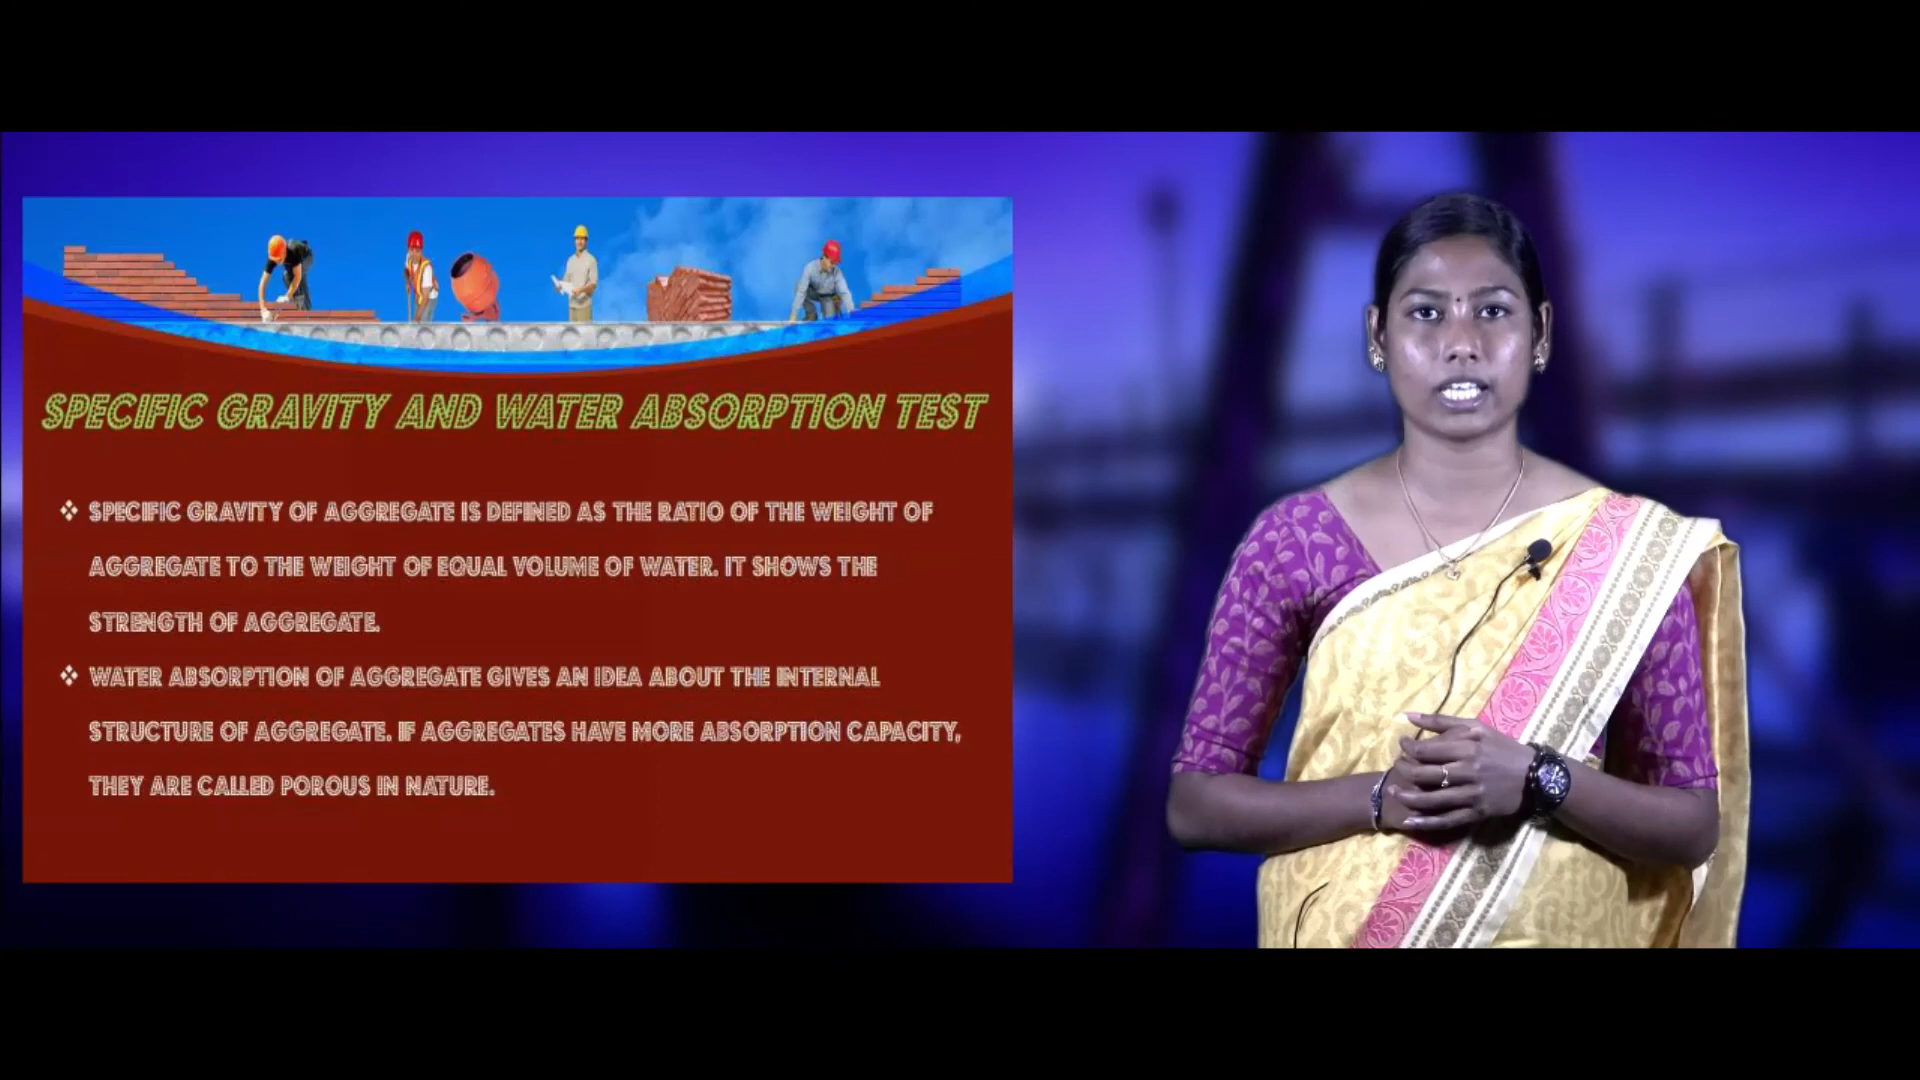 SPECIFIC GRAVITY AND WATER ABSORPTION TEST
❖ SPECIFIC GRAVITY OF AGGREGATE IS DEFINED AS THE RATIO OF THE WEIGHT OF
AGGREGATE TO THE WEIGHT OF EQUAL VOLUME OF WATER. IT SHOWS THE
STRENGTH OF AGGREGATE.
❖ WATER ABSORPTION OF AGGREGATE GIVES AN IDEA ABOUT THE INTERNAL
STRUCTURE OF AGGREGATE. IF AGGREGATES HAVE MORE ABSORPTION CAPACITY,
THEY ARE CALLED POROUS IN NATURE.